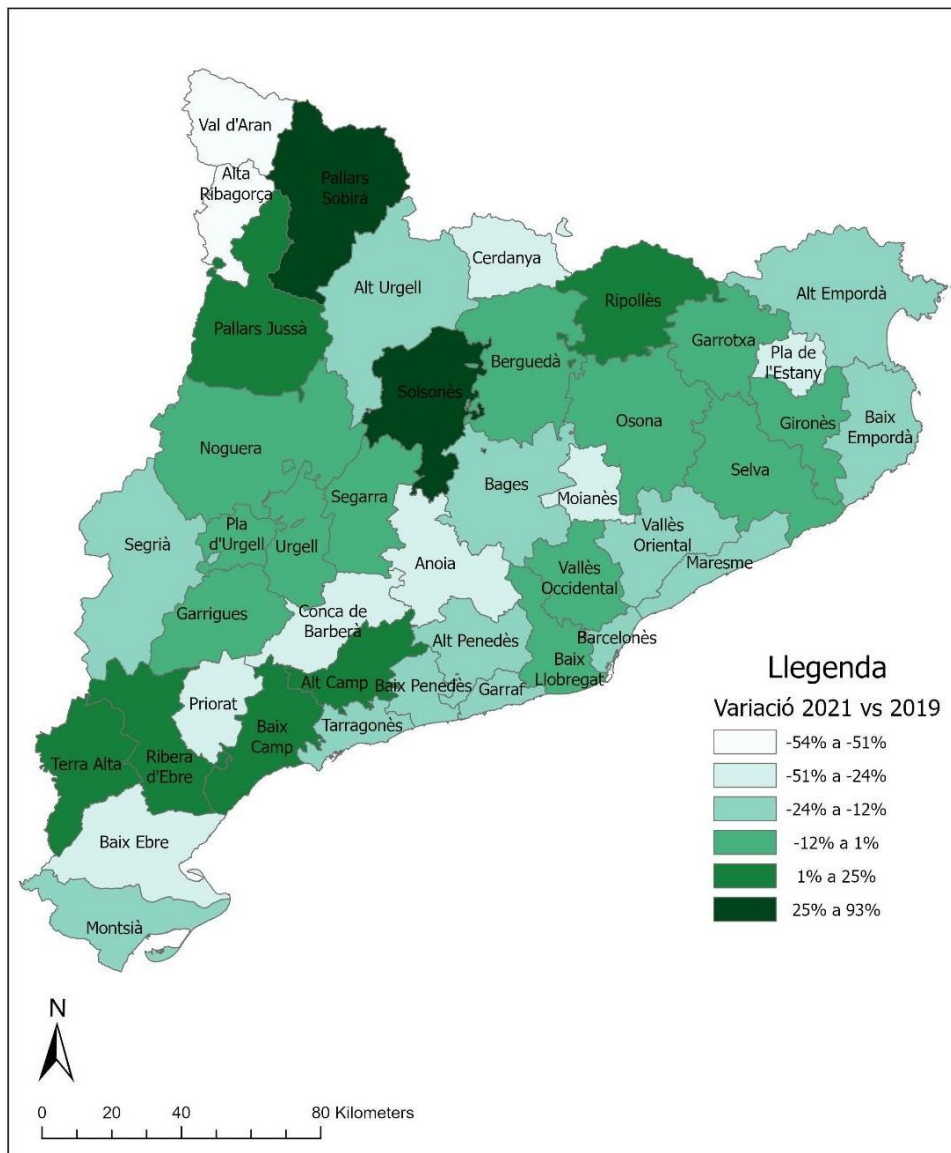 Val d'Aran
Alta
Ribagorça
Pallars
Sobirà
Cerdanya
Alt Urgell
Ripollès
Alt Empordà
Pallars Jussà
Garrotxa
Pla de
l'Estany
Berguedà
Solsonès
Gironès
Baix
Empordà
Osona
Noguera
Selva
Segarra
Bages
Moianès
Pla
d'Urgell
Urgell
Segrià
Vallès
Oriental
Anoia
Maresme
Vallès
Occidental
Garrigues
Conca de
Barberà
Alt Penedès
Barcelonès
Baix
Llobregat
Alt Camp
Baix Penedès
Garraf
Priorat
Tarragonès
Baix
Camp
Terra Alta
Ribera
d'Ebre
Baix Ebre
Montsià
Llegenda
Variació 2021 vs 2019
-54% a -51%
-51% a -24%
-24% a -12%
-12% a 1%
1% a 25%
25% a 93%
N
0 20 40 80 Kilometers